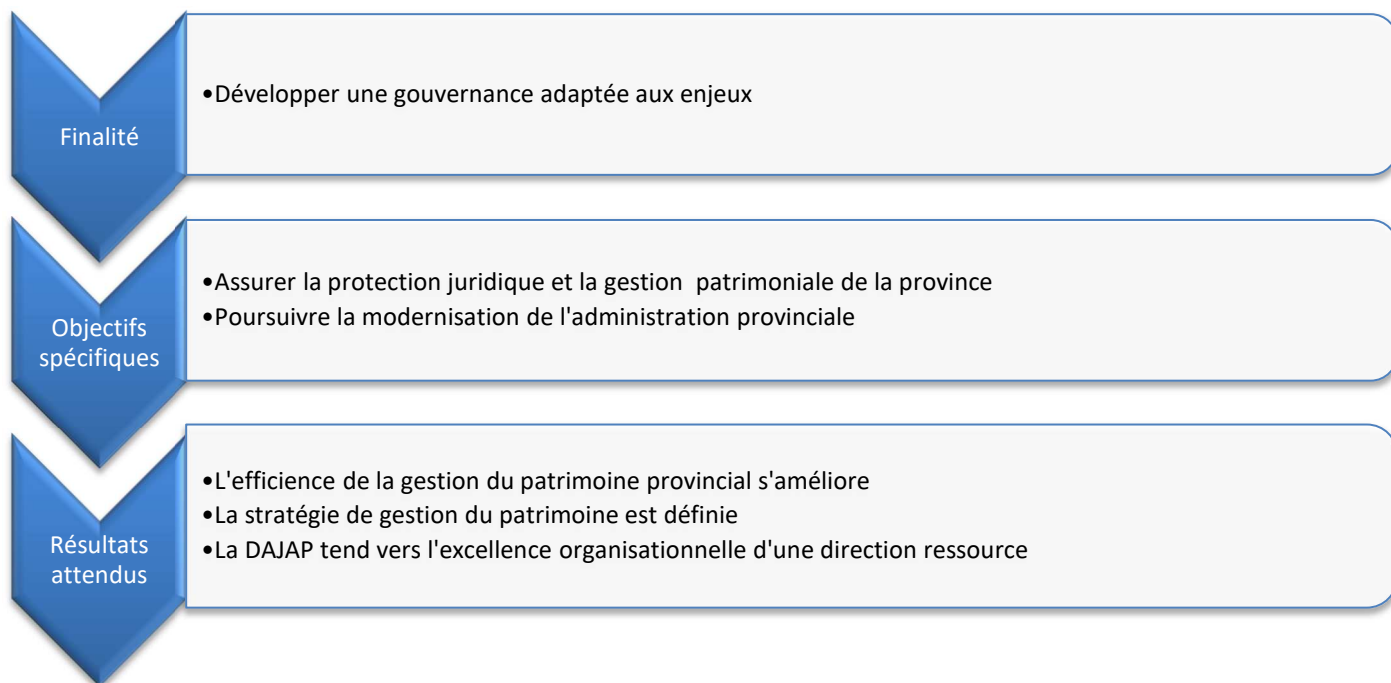 Finalité
•Développer une gouvernance adaptée aux enjeux
Objectifs
spécifiques
•Assurer la protection juridique et la gestion  patrimoniale de la province
•Poursuivre la modernisation de l'administration provinciale
Résultats
attendus
•L'efficience de la gestion du patrimoine provincial s'améliore
•La stratégie de gestion du patrimoine est définie
•La DAJAP tend vers l'excellence organisationnelle d'une direction ressource